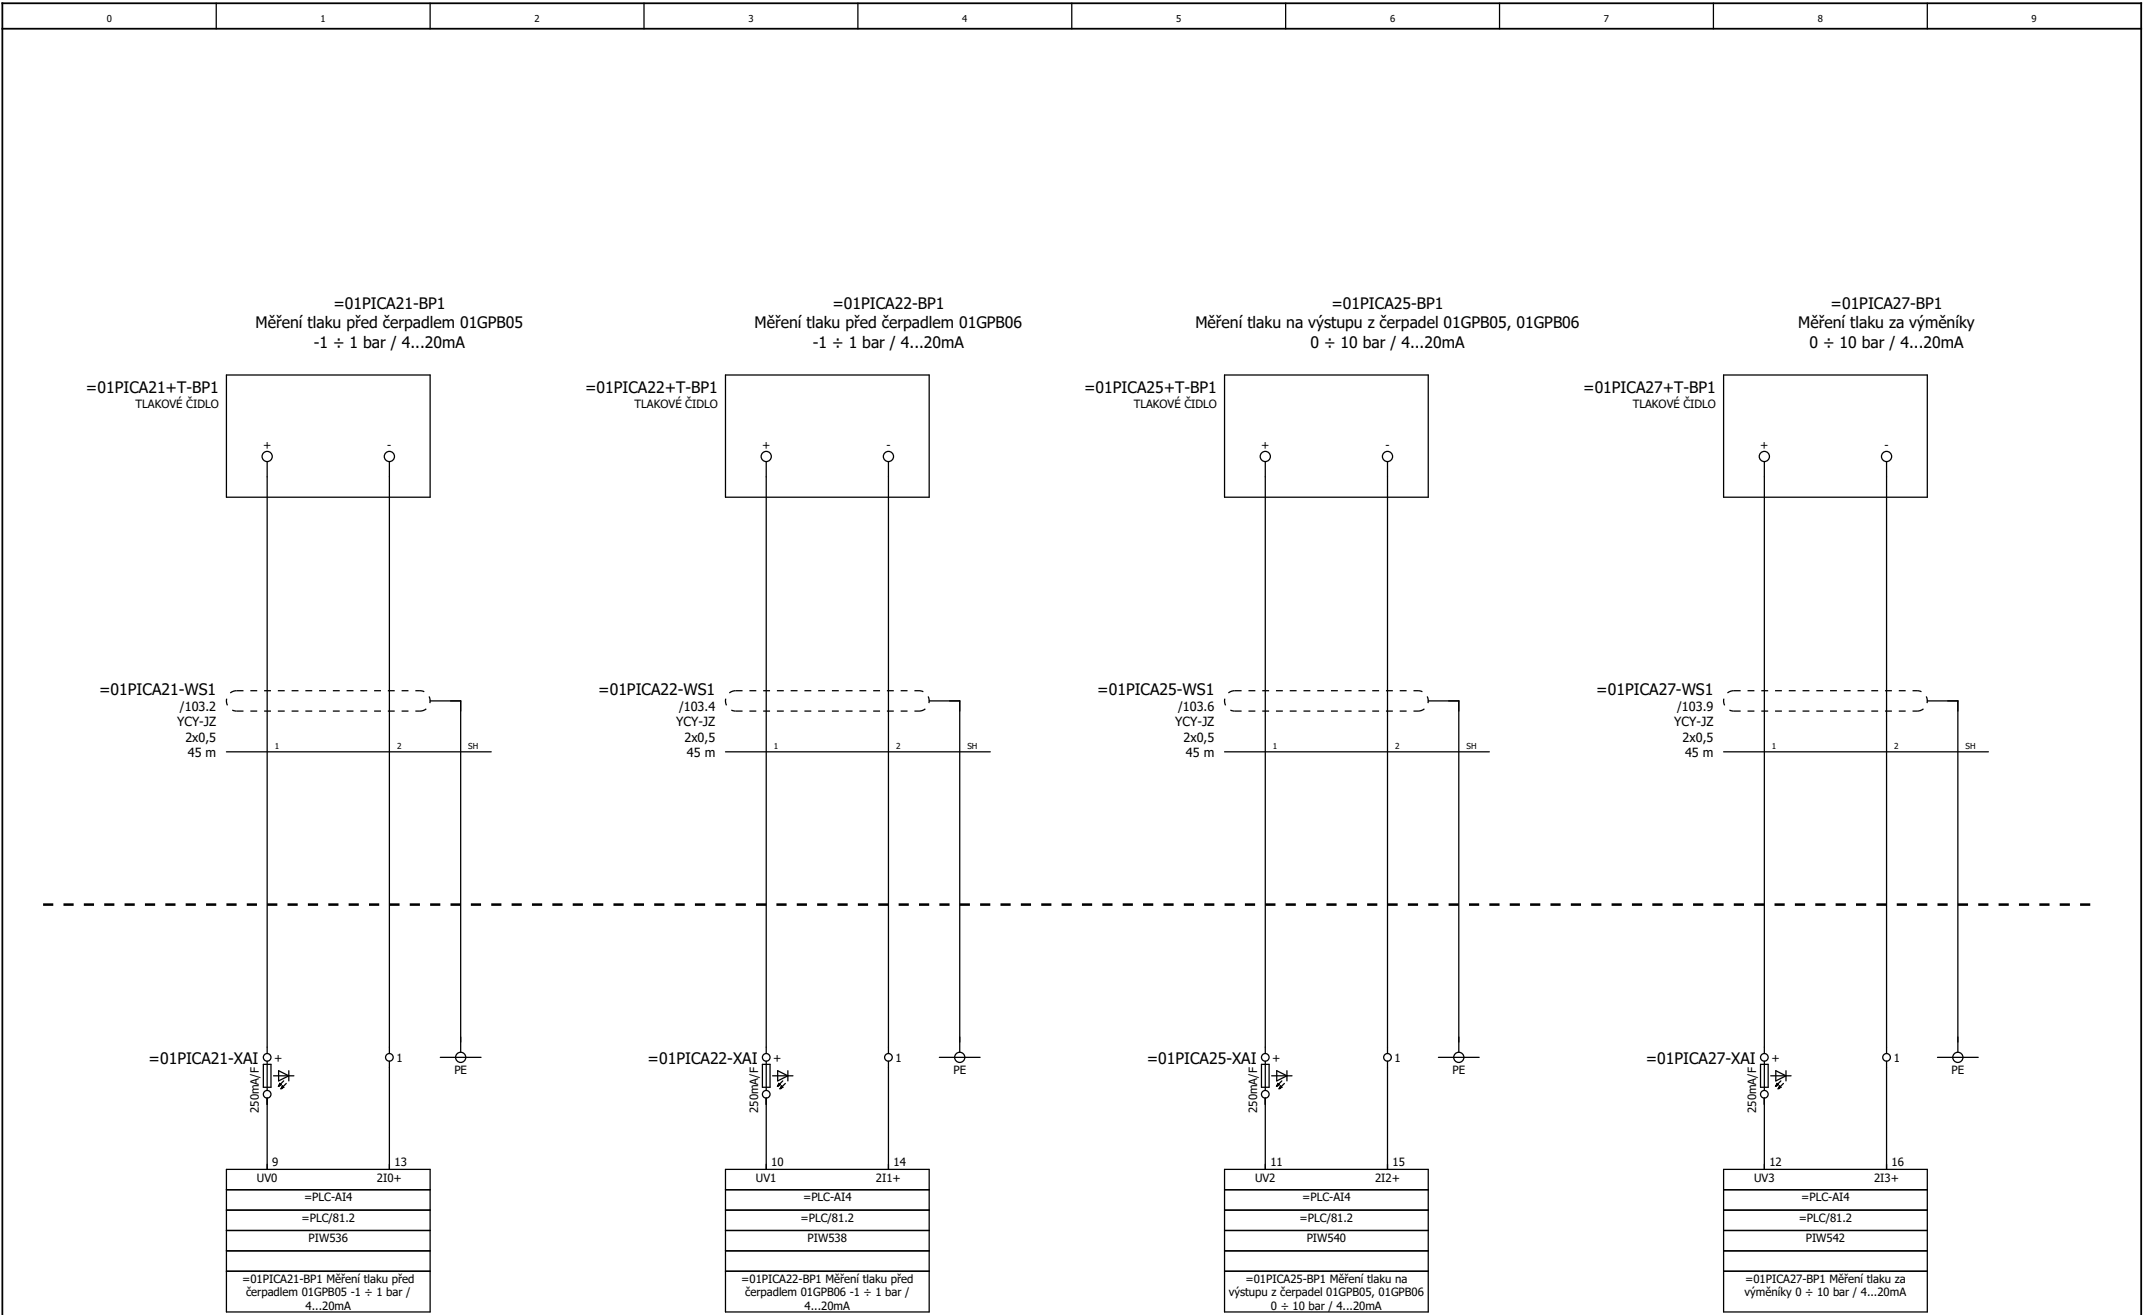 0 1 2 3 4 5 6 7 8 9
=01PICA21-BP1
Měření tlaku před čerpadlem 01GPB05
-1 ÷ 1 bar / 4...20mA
=01PICA22-BP1
Měření tlaku před čerpadlem 01GPB06
-1 ÷ 1 bar / 4...20mA
=01PICA25-BP1
Měření tlaku na výstupu z čerpadel 01GPB05, 01GPB06
0 ÷ 10 bar / 4...20mA
=01PICA27-BP1
Měření tlaku za výměníky
0 ÷ 10 bar / 4...20mA
=01PICA21+T-BP1
TLAKOVÉ ČIDLO
+ -
=01PICA22+T-BP1
TLAKOVÉ ČIDLO
+ -
=01PICA25+T-BP1
TLAKOVÉ ČIDLO
+ -
=01PICA27+T-BP1
TLAKOVÉ ČIDLO
+ -
=01PICA21-WS1
/103.2
YCY-JZ
2x0,5
45 m
1 2 SH
=01PICA22-WS1
/103.4
YCY-JZ
2x0,5
45 m
1 2 SH
=01PICA25-WS1
/103.6
YCY-JZ
2x0,5
45 m
1 2 SH
=01PICA27-WS1
/103.9
YCY-JZ
2x0,5
45 m
1 2 SH
=01PICA21-XAI + 1
PE
250mA/F
=01PICA22-XAI + 1
PE
250mA/F
=01PICA25-XAI + 1
PE
250mA/F
=01PICA27-XAI + 1
PE
250mA/F
9 13
UV0 2I0+
=PLC-AI4
=PLC/81.2
PIW536
=01PICA21-BP1 Měření tlaku před
čerpadlem 01GPB05 -1 ÷ 1 bar /
4...20mA
10 14
UV1 2I1+
=PLC-AI4
=PLC/81.2
PIW538
=01PICA22-BP1 Měření tlaku před
čerpadlem 01GPB06 -1 ÷ 1 bar /
4...20mA
11 15
UV2 2I2+
=PLC-AI4
=PLC/81.2
PIW540
=01PICA25-BP1 Měření tlaku na
výstupu z čerpadel 01GPB05, 01GPB06
0 ÷ 10 bar / 4...20mA
12 16
UV3 2I3+
=PLC-AI4
=PLC/81.2
PIW542
=01PICA27-BP1 Měření tlaku za
výměníky 0 ÷ 10 bar / 4...20mA